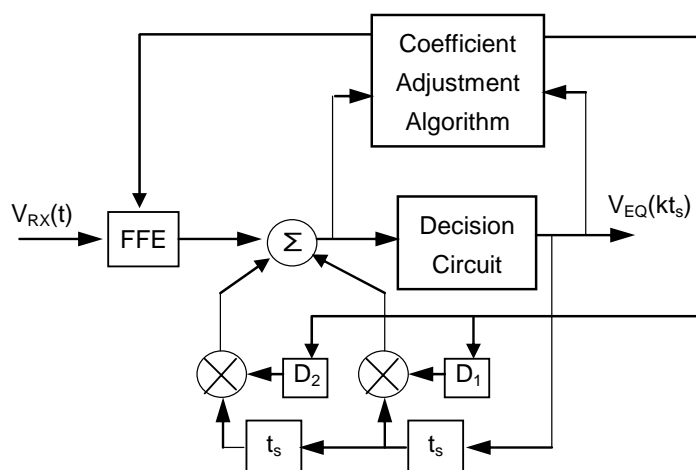 Coefficient
Adjustment
Algorithm
V_RX(t)
FFE
Σ
Decision
Circuit
V_EQ(kt_s)
D_2
D_1
t_s
t_s